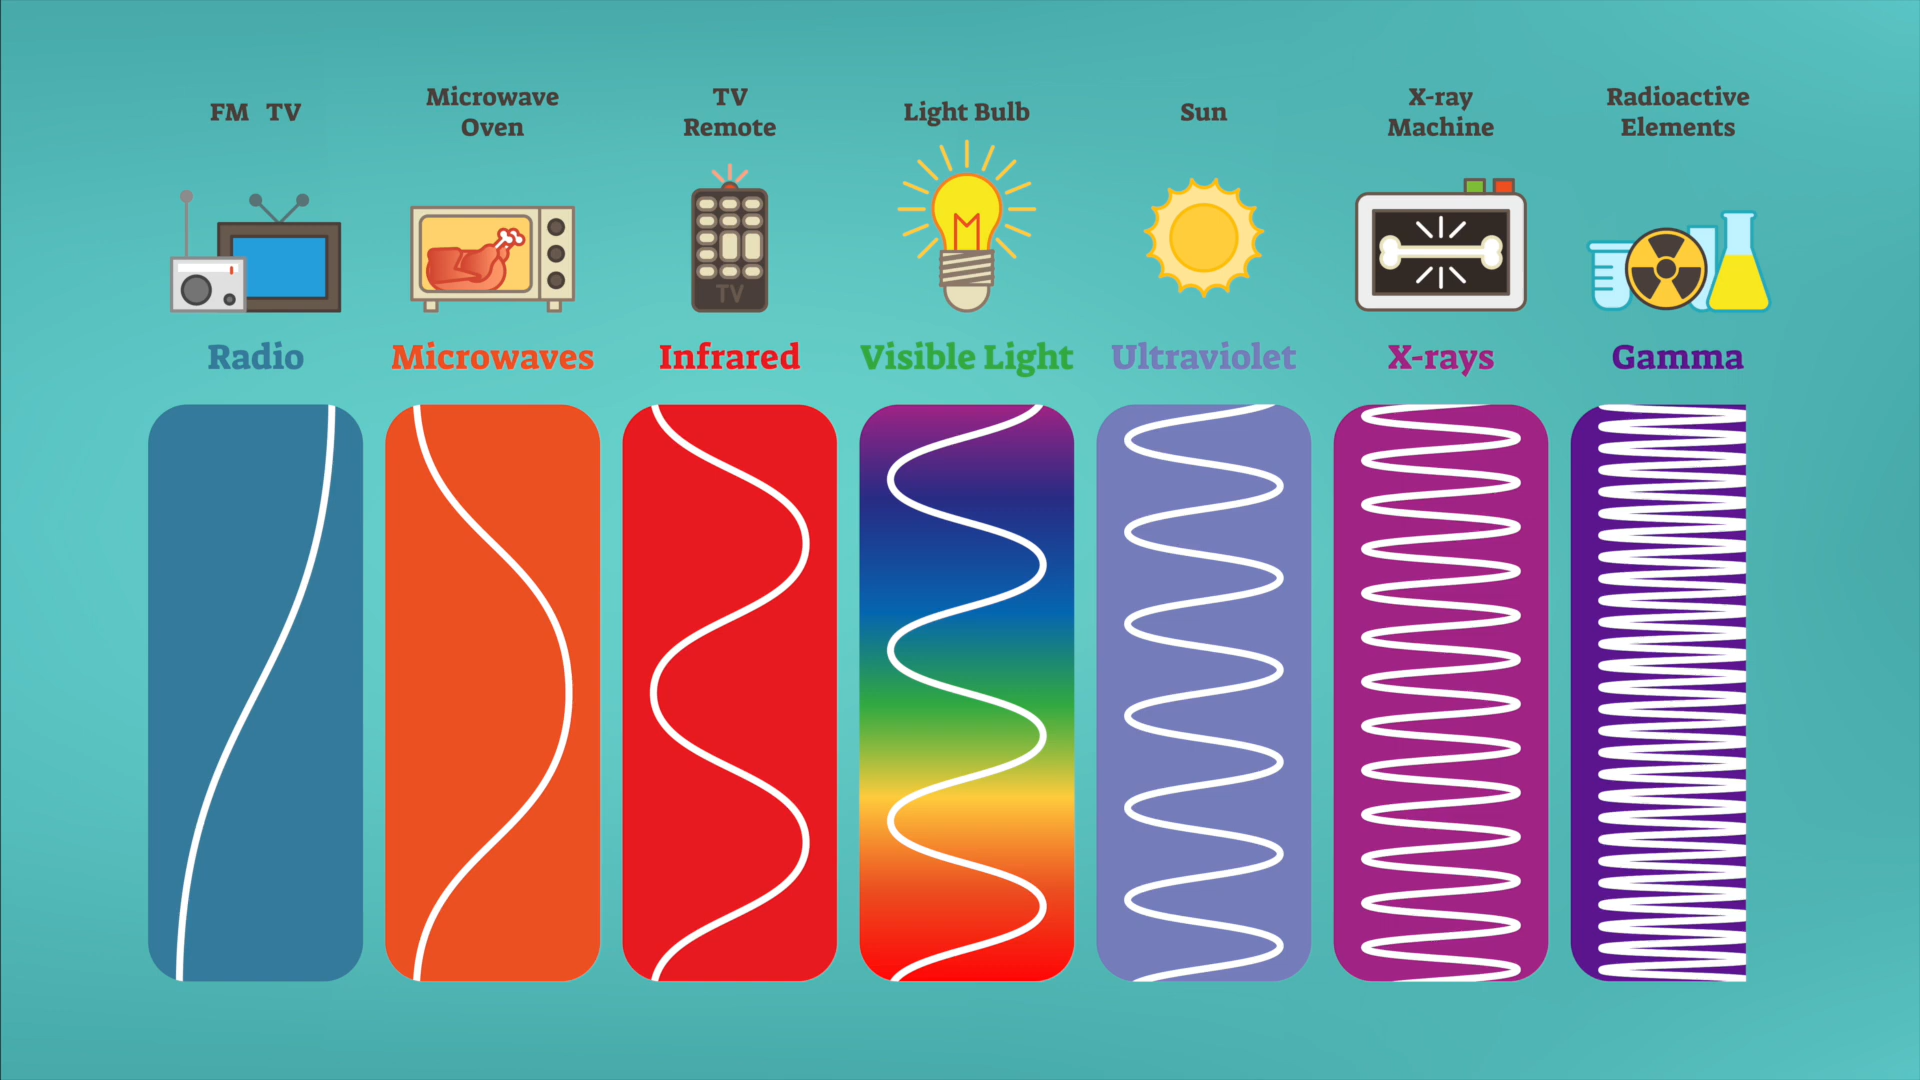 FM TV
Microwave
Oven
TV
Remote
Light Bulb
Sun
X-ray
Machine
Radioactive
Elements
TV
Radio
Microwaves
Infrared
Visible Light
Ultraviolet
X-rays
Gamma